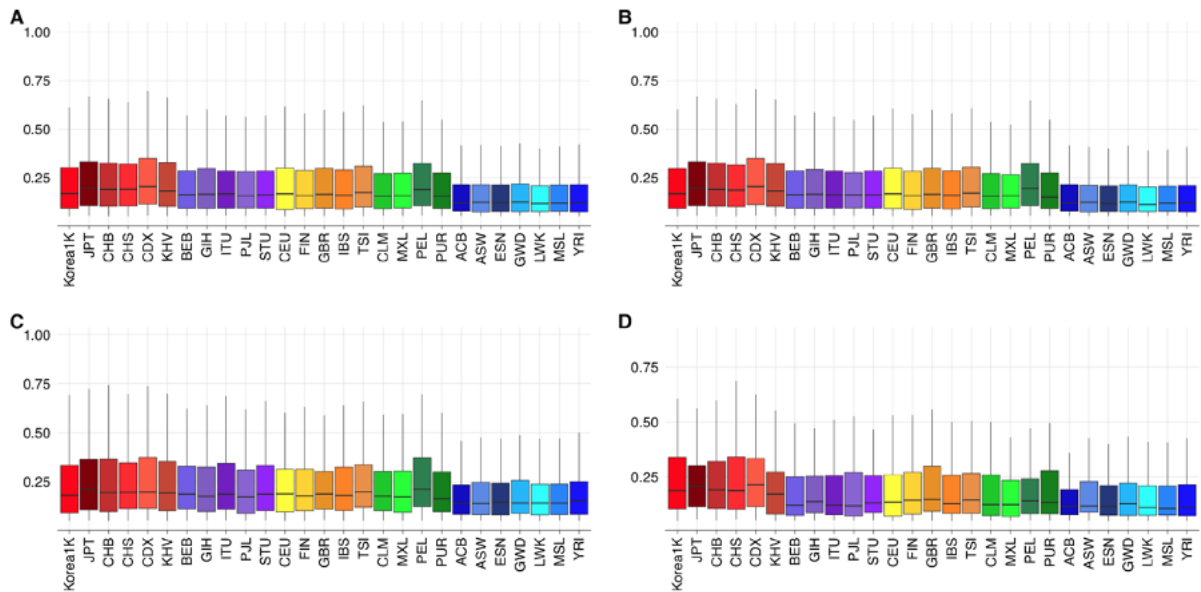 A
1.00
0.75
0.50
0.25
Korea1K JPT CHB CHS CDX KHV BEB GIH ITU PJL STU CEU FIN GBR IBS TSI CLM MXL PEL PUR ACB ASW ESN GWD LWK MSL YRI
B
1.00
0.75
0.50
0.25
Korea1K JPT CHB CHS CDX KHV BEB GIH ITU PJL STU CEU FIN GBR IBS TSI CLM MXL PEL PUR ACB ASW ESN GWD LWK MSL YRI
C
1.00
0.75
0.50
0.25
Korea1K JPT CHB CHS CDX KHV BEB GIH ITU PJL STU CEU FIN GBR IBS TSI CLM MXL PEL PUR ACB ASW ESN GWD LWK MSL YRI
D
0.75
0.50
0.25
Korea1K JPT CHB CHS CDX KHV BEB GIH ITU PJL STU CEU FIN GBR IBS TSI CLM MXL PEL PUR ACB ASW ESN GWD LWK MSL YRI